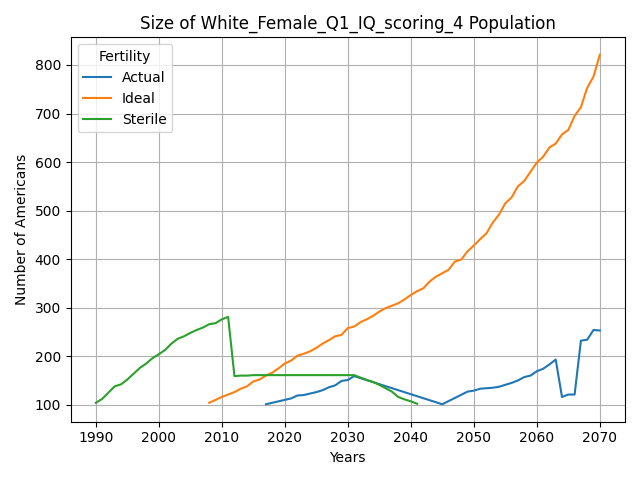 Size of White_Female_Q1_IQ_scoring_4 Population
Fertility
Actual
Ideal
Sterile
Number of Americans
800
700
600
500
400
300
200
100
1990 2000 2010 2020 2030 2040 2050 2060 2070
Years